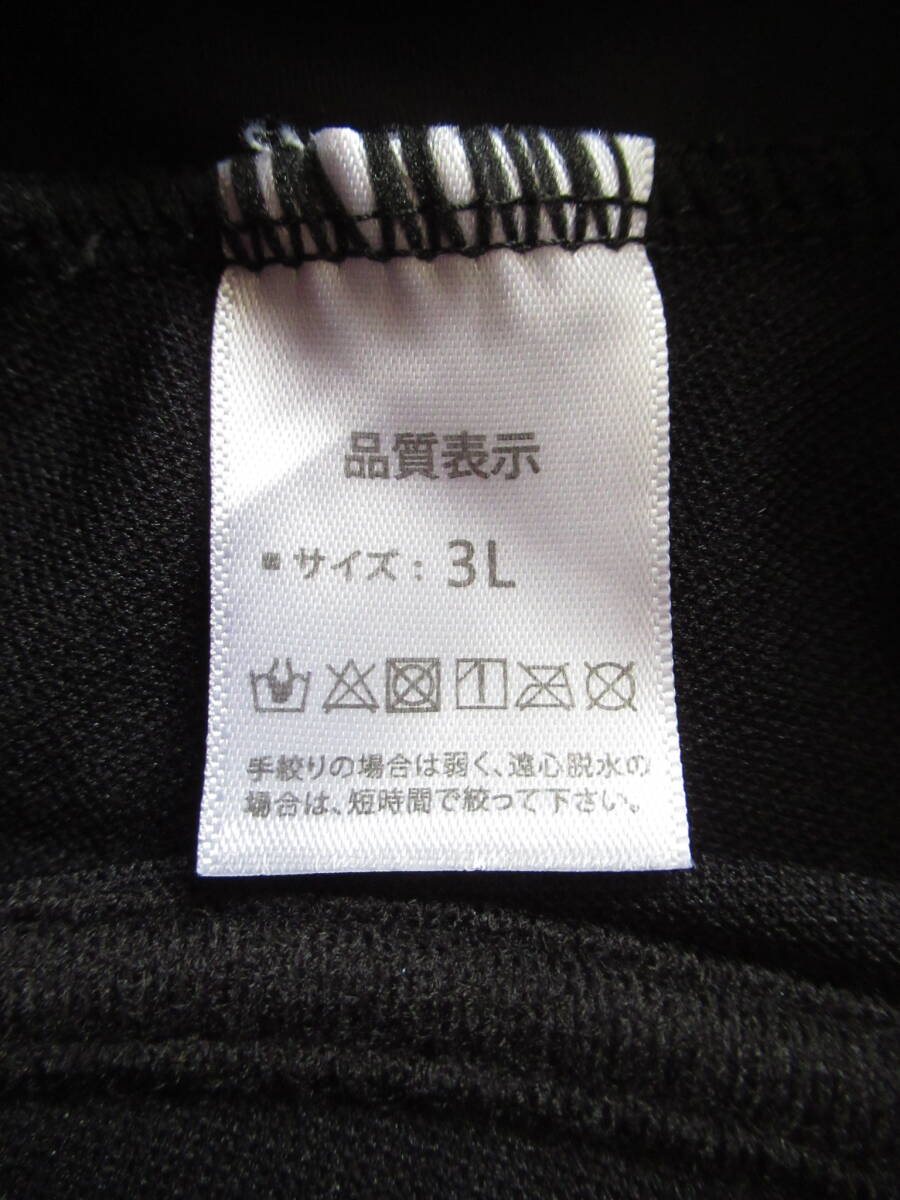 品質表示
■ サイズ : 3L
手絞りの場合は弱く、遠心脱水の
場合は、短時間で絞って下さい。